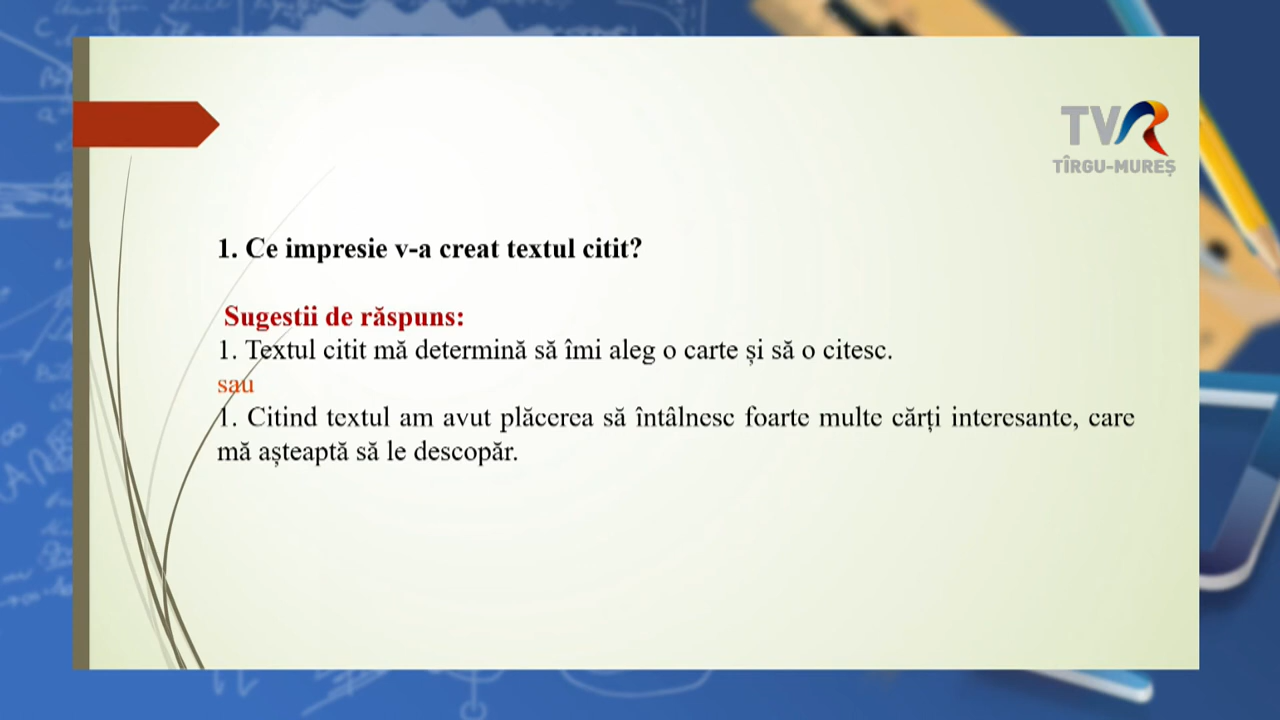 TVR
TÎRGU-MUREȘ
1. Ce impresie v-a creat textul citit?
Sugestii de răspuns:
1. Textul citit mă determină să îmi aleg o carte și să o citesc.
sau
1. Citind textul am avut plăcerea să întâlnesc foarte multe cărți interesante, care
mă așteaptă să le descopăr.